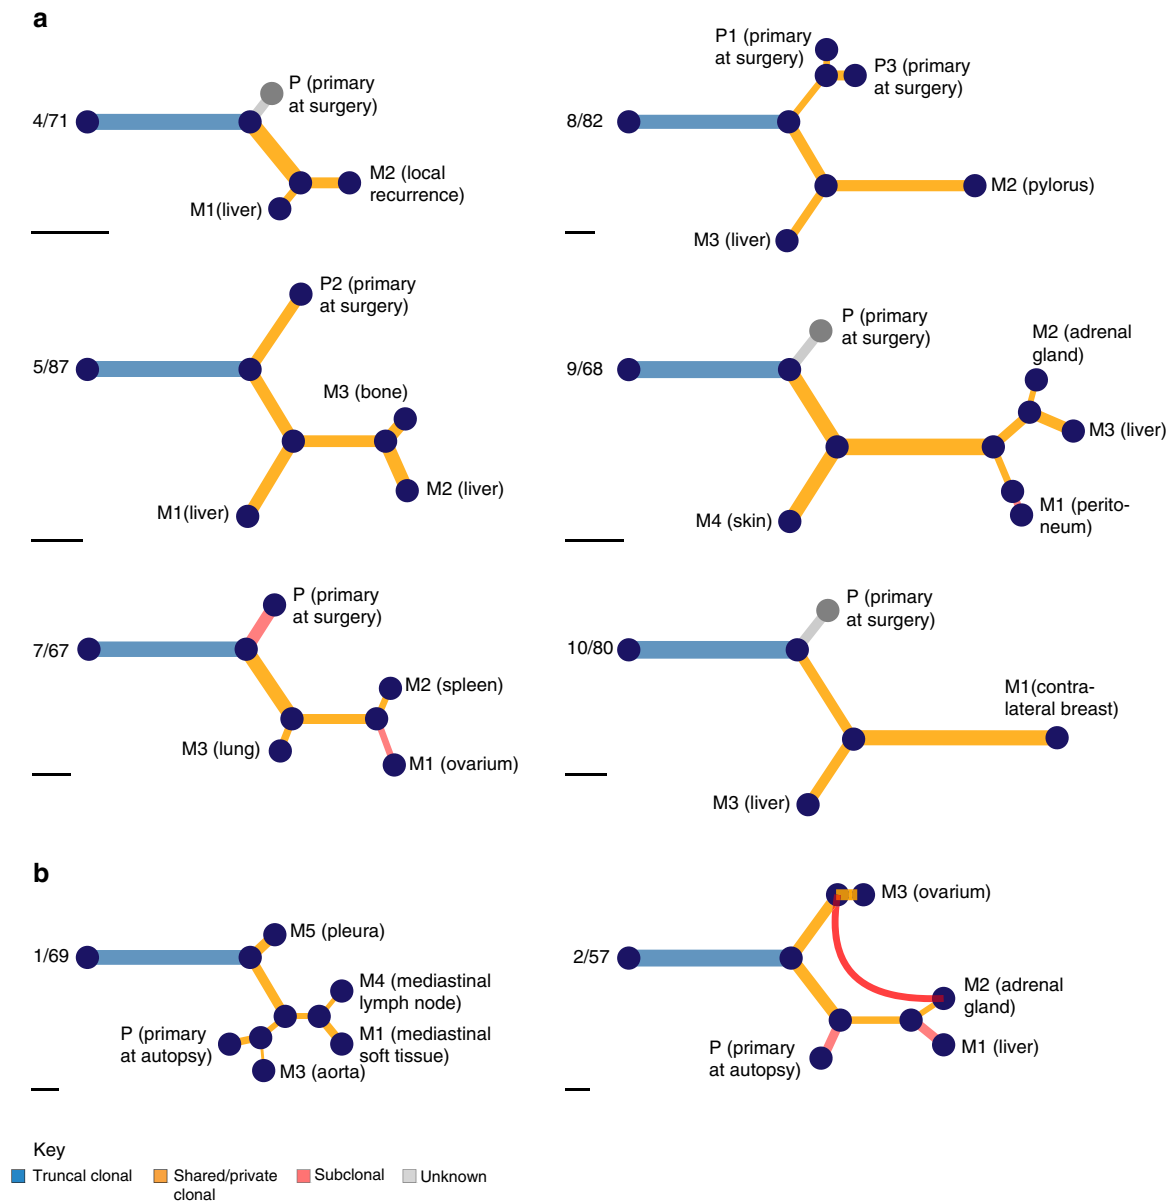 a
P (primary
at surgery)
4/71
M2 (local
recurrence)
M1(liver)
P1 (primary
at surgery)
P3 (primary
at surgery)
8/82
M2 (pylorus)
M3 (liver)
P2 (primary
at surgery)
5/87
M3 (bone)
M2 (liver)
M1(liver)
P (primary
at surgery)
M2 (adrenal
gland)
9/68
M3 (liver)
M4 (skin)
M1 (perito-
neum)
P (primary
at surgery)
7/67
M2 (spleen)
M3 (lung)
M1 (ovarium)
P (primary
at surgery)
10/80
M1(contra-
lateral breast)
M3 (liver)
b
M5 (pleura)
1/69
M4 (mediastinal
lymph node)
P (primary
at autopsy)
M1 (mediastinal
soft tissue)
M3 (aorta)
M3 (ovarium)
2/57
M2 (adrenal
gland)
M1 (liver)
P (primary
at autopsy)
Key
Truncal clonal
Shared/private
clonal
Subclonal
Unknown